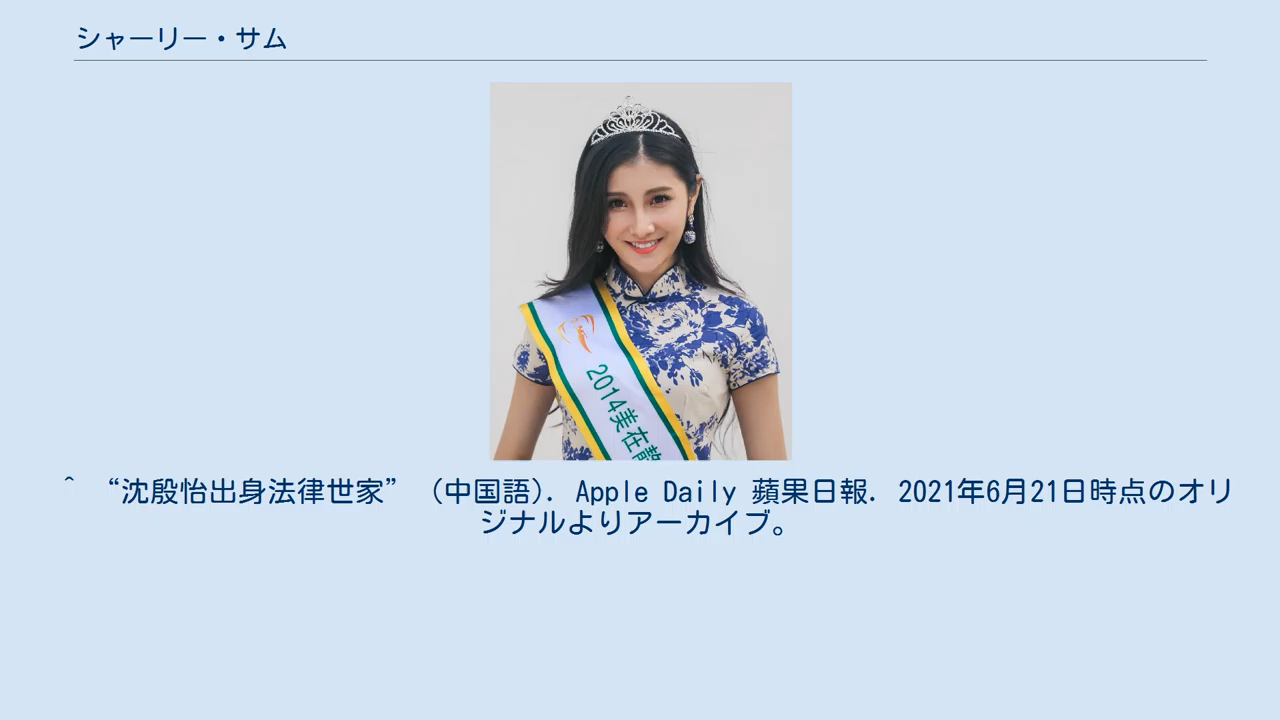 シャーリー・サム
2014美在
^ “沈殷怡出身法律世家” (中国語). Apple Daily 蘋果日報. 2021年6月21日時点のオリ
ジナルよりアーカイブ。